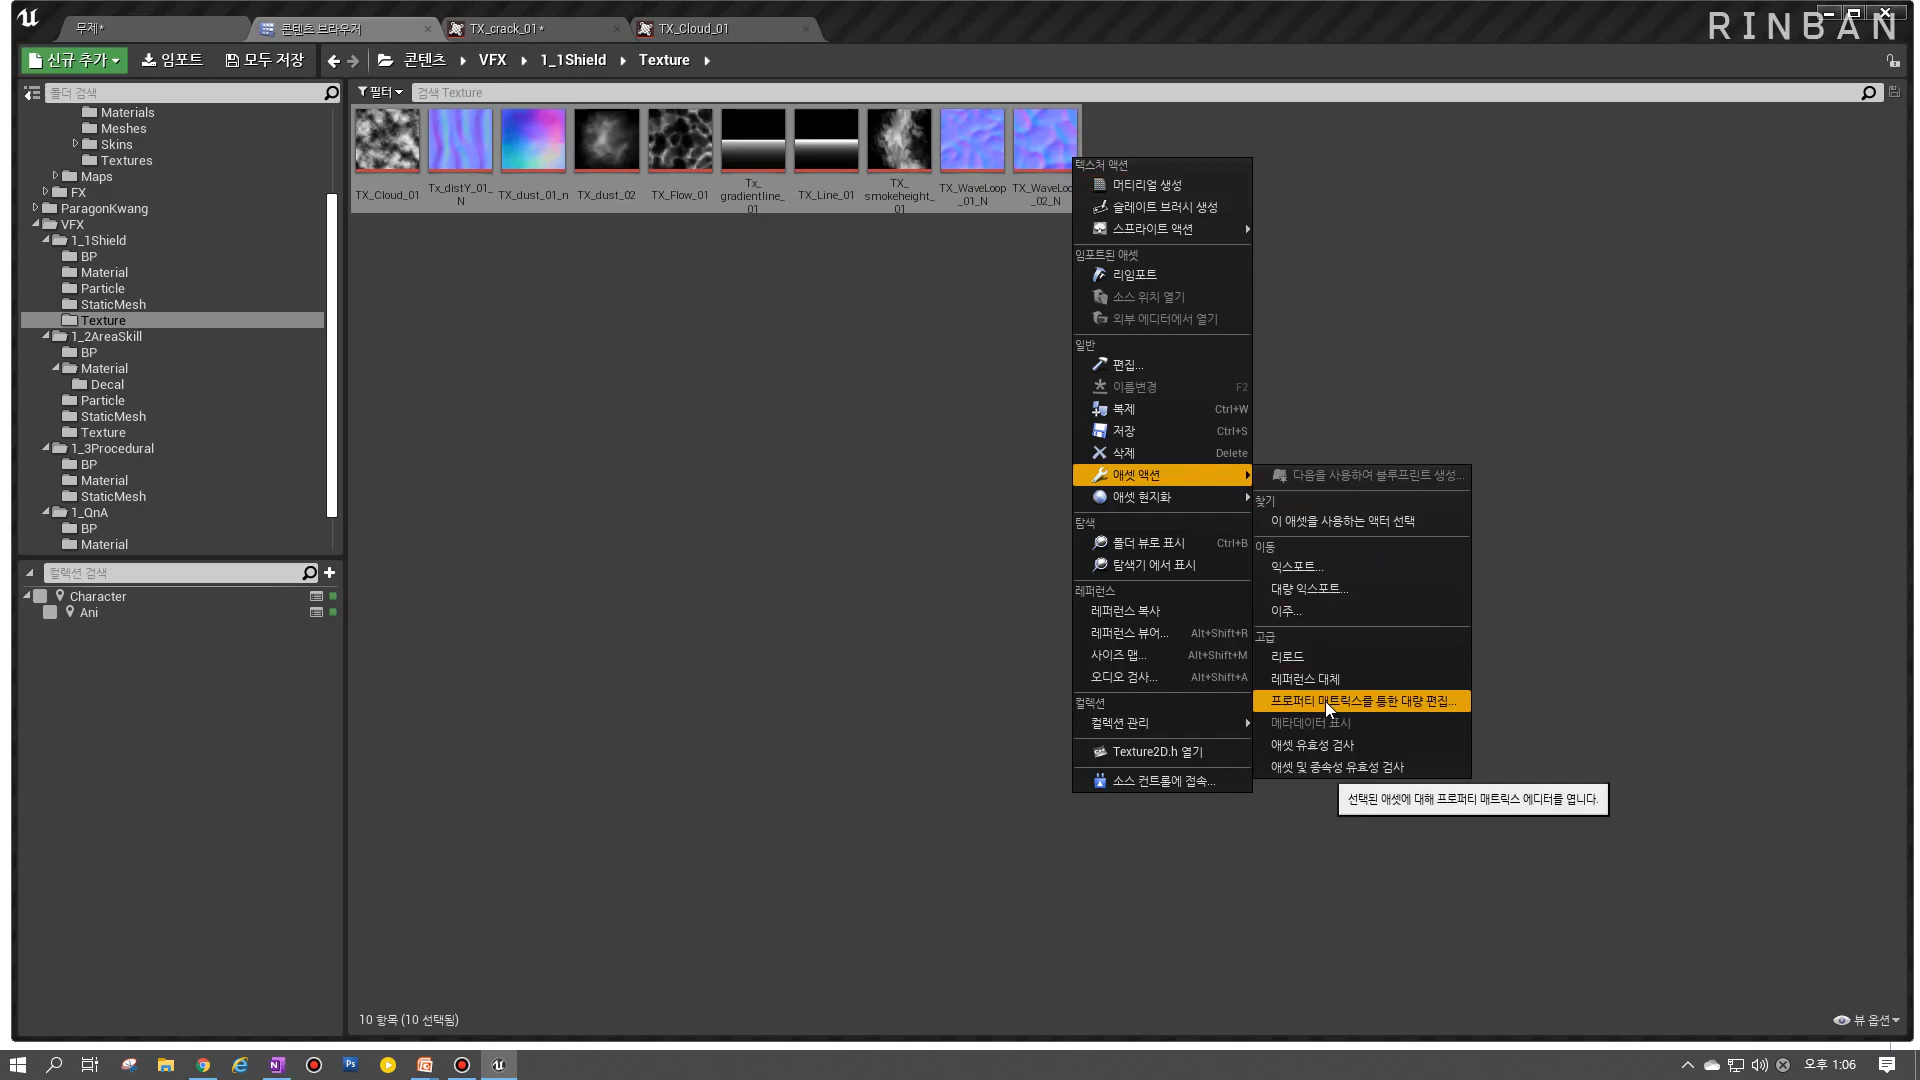 무제*
콘텐츠 브라우저
TX_crack_01*
TX_Cloud_01
RINBAN
신규 추가
임포트
모두 저장
콘텐츠
VFX
1_1Shield
Texture
폴더 검색
필터
검색 Texture
Materials
Meshes
Skins
Textures
Maps
FX
ParagonKwang
VFX
1_1Shield
BP
Material
Particle
StaticMesh
Texture
1_2AreaSkill
BP
Material
Decal
Particle
StaticMesh
Texture
1_3Procedural
BP
Material
StaticMesh
1_QnA
BP
Material
컬렉션 검색
Character
Ani
TX_Cloud_01
Tx_distY_01_
N
TX_dust_01_n
TX_dust_02
TX_Flow_01
Tx_
gradientline_
01
TX_Line_01
TX_
smokeheight_
01
TX_WaveLoop
_01_N
TX_WaveLoo
_02_N
텍스처 액션
머티리얼 생성
슬레이트 브러시 생성
스프라이트 액션
임포트된 애셋
리임포트
소스 위치 열기
외부 에디터에서 열기
일반
편집...
이름변경 F2
복제 Ctrl+W
저장 Ctrl+S
삭제 Delete
애셋 액션
애셋 현지화
탐색
폴더 뷰로 표시 Ctrl+B
탐색기 에서 표시
레퍼런스
레퍼런스 복사
레퍼런스 뷰어... Alt+Shift+R
사이즈 맵... Alt+Shift+M
오디오 검사... Alt+Shift+A
컬렉션
컬렉션 관리
Texture2D.h 열기
소스 컨트롤에 접속...
다음을 사용하여 블루프린트 생성...
찾기
이 애셋을 사용하는 액터 선택
이동
익스포트...
대량 익스포트...
이주...
고급
리로드
레퍼런스 대체
프로퍼티 매트릭스를 통한 대량 편집...
메타데이터 표시
애셋 유효성 검사
애셋 및 종속성 유효성 검사
선택된 애셋에 대해 프로퍼티 매트릭스 에디터를 엽니다.
10 항목 (10 선택됨)
뷰 옵션
Ps
오후 1:06